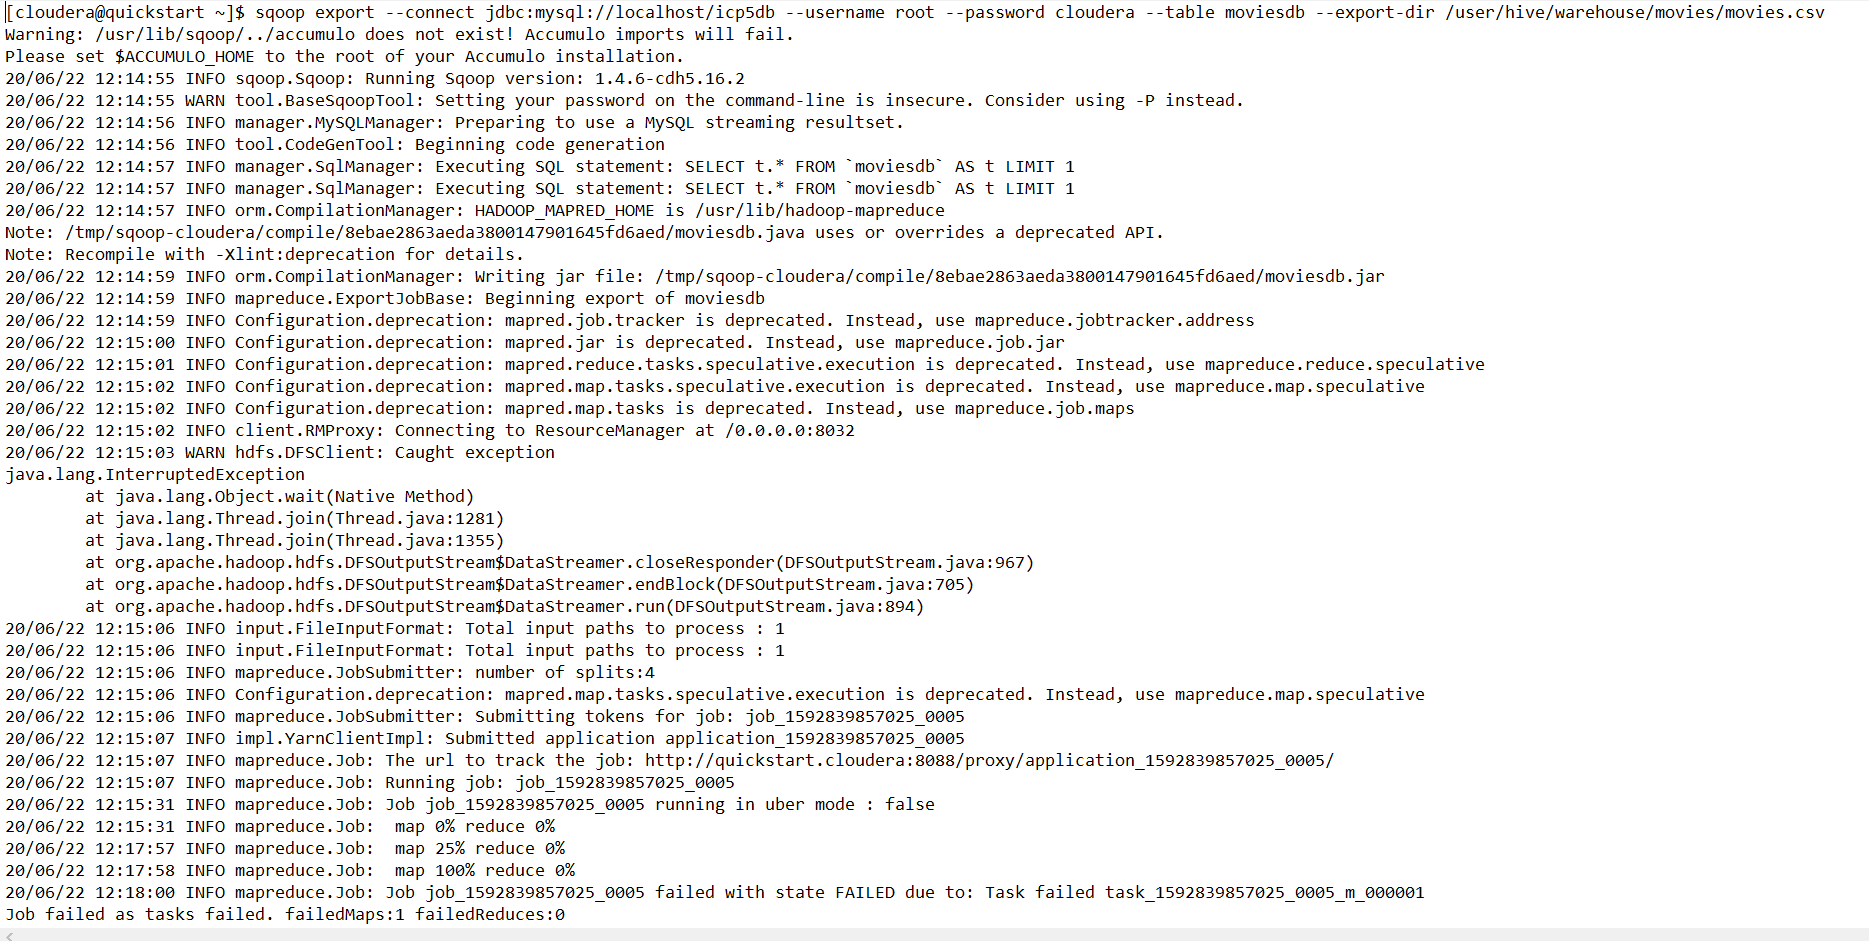 [cloudera@quickstart ~]$ sqoop export --connect jdbc:mysql://localhost/icp5db --username root --password cloudera --table moviesdb --export-dir /user/hive/warehouse/movies/movies.csv
Warning: /usr/lib/sqoop/../accumulo does not exist! Accumulo imports will fail.
Please set $ACCUMULO_HOME to the root of your Accumulo installation.
20/06/22 12:14:55 INFO sqoop.Sqoop: Running Sqoop version: 1.4.6-cdh5.16.2
20/06/22 12:14:55 WARN tool.BaseSqoopTool: Setting your password on the command-line is insecure. Consider using -P instead.
20/06/22 12:14:56 INFO manager.MySQLManager: Preparing to use a MySQL streaming resultset.
20/06/22 12:14:56 INFO tool.CodeGenTool: Beginning code generation
20/06/22 12:14:57 INFO manager.SqlManager: Executing SQL statement: SELECT t.* FROM `moviesdb` AS t LIMIT 1
20/06/22 12:14:57 INFO manager.SqlManager: Executing SQL statement: SELECT t.* FROM `moviesdb` AS t LIMIT 1
20/06/22 12:14:57 INFO orm.CompilationManager: HADOOP_MAPRED_HOME is /usr/lib/hadoop-mapreduce
Note: /tmp/sqoop-cloudera/compile/8ebae2863aeda3800147901645fd6aed/moviesdb.java uses or overrides a deprecated API.
Note: Recompile with -Xlint:deprecation for details.
20/06/22 12:14:59 INFO orm.CompilationManager: Writing jar file: /tmp/sqoop-cloudera/compile/8ebae2863aeda3800147901645fd6aed/moviesdb.jar
20/06/22 12:14:59 INFO mapreduce.ExportJobBase: Beginning export of moviesdb
20/06/22 12:14:59 INFO Configuration.deprecation: mapred.job.tracker is deprecated. Instead, use mapreduce.jobtracker.address
20/06/22 12:15:00 INFO Configuration.deprecation: mapred.jar is deprecated. Instead, use mapreduce.job.jar
20/06/22 12:15:01 INFO Configuration.deprecation: mapred.reduce.tasks.speculative.execution is deprecated. Instead, use mapreduce.reduce.speculative
20/06/22 12:15:02 INFO Configuration.deprecation: mapred.map.tasks.speculative.execution is deprecated. Instead, use mapreduce.map.speculative
20/06/22 12:15:02 INFO Configuration.deprecation: mapred.map.tasks is deprecated. Instead, use mapreduce.job.maps
20/06/22 12:15:02 INFO client.RMProxy: Connecting to ResourceManager at /0.0.0.0:8032
20/06/22 12:15:03 WARN hdfs.DFSClient: Caught exception
java.lang.InterruptedException
        at java.lang.Object.wait(Native Method)
        at java.lang.Thread.join(Thread.java:1281)
        at java.lang.Thread.join(Thread.java:1355)
        at org.apache.hadoop.hdfs.DFSOutputStream$DataStreamer.closeResponder(DFSOutputStream.java:967)
        at org.apache.hadoop.hdfs.DFSOutputStream$DataStreamer.endBlock(DFSOutputStream.java:705)
        at org.apache.hadoop.hdfs.DFSOutputStream$DataStreamer.run(DFSOutputStream.java:894)
20/06/22 12:15:06 INFO input.FileInputFormat: Total input paths to process : 1
20/06/22 12:15:06 INFO input.FileInputFormat: Total input paths to process : 1
20/06/22 12:15:06 INFO mapreduce.JobSubmitter: number of splits:4
20/06/22 12:15:06 INFO Configuration.deprecation: mapred.map.tasks.speculative.execution is deprecated. Instead, use mapreduce.map.speculative
20/06/22 12:15:06 INFO mapreduce.JobSubmitter: Submitting tokens for job: job_1592839857025_0005
20/06/22 12:15:07 INFO impl.YarnClientImpl: Submitted application application_1592839857025_0005
20/06/22 12:15:07 INFO mapreduce.Job: The url to track the job: http://quickstart.cloudera:8088/proxy/application_1592839857025_0005/
20/06/22 12:15:07 INFO mapreduce.Job: Running job: job_1592839857025_0005
20/06/22 12:15:31 INFO mapreduce.Job: Job job_1592839857025_0005 running in uber mode : false
20/06/22 12:15:31 INFO mapreduce.Job:  map 0% reduce 0%
20/06/22 12:17:57 INFO mapreduce.Job:  map 25% reduce 0%
20/06/22 12:17:58 INFO mapreduce.Job:  map 100% reduce 0%
20/06/22 12:18:00 INFO mapreduce.Job: Job job_1592839857025_0005 failed with state FAILED due to: Task failed task_1592839857025_0005_m_000001
Job failed as tasks failed. failedMaps:1 failedReduces:0